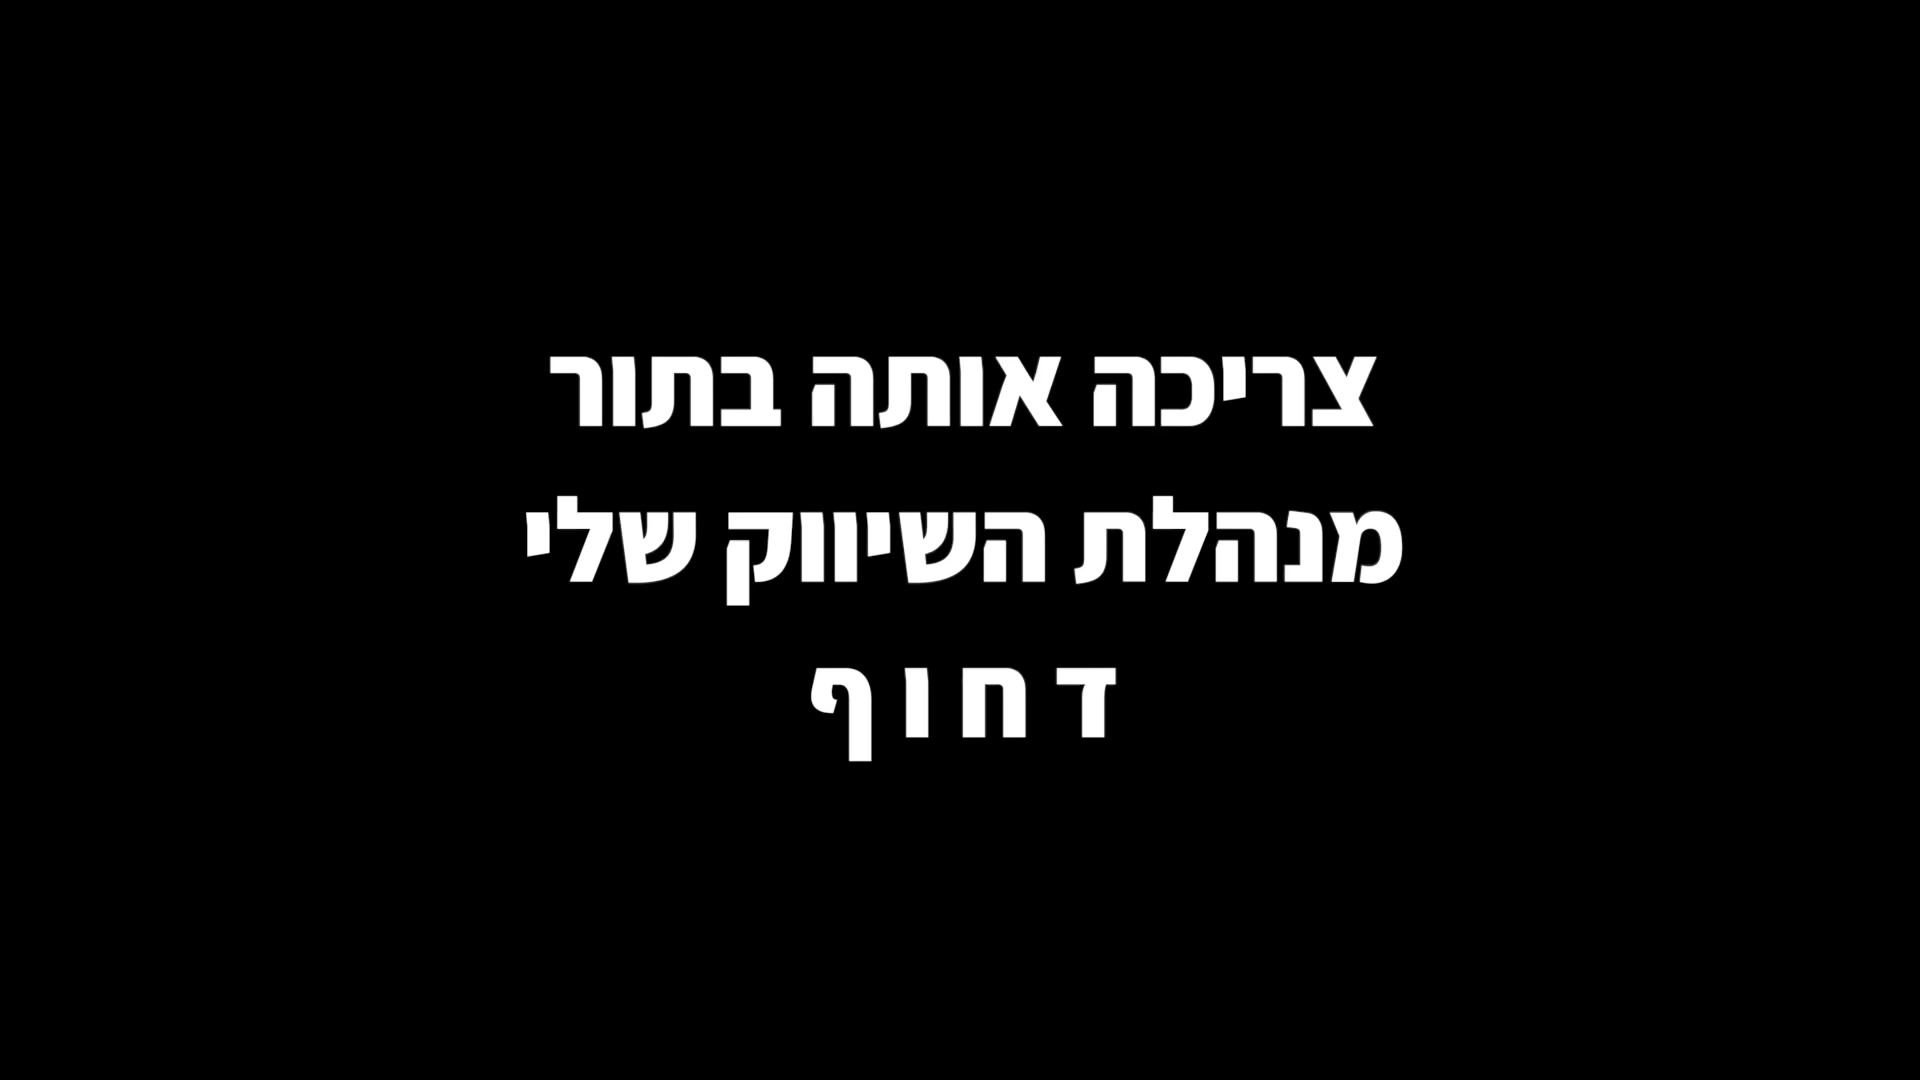 צריכה אותה בתור
מנהלת השיווק שלי
ד ח ו ף